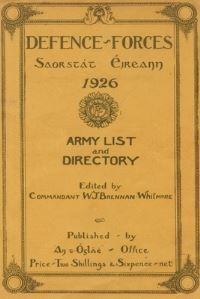 DEFENCE-FORCES
Saorstát Éireann
1926
ARMY LIST
and
DIRECTORY
Edited by
COMMANDANT W.J. BRENNAN WHITMORE
Published - by
An t-Óglác - Office
Price-Two Shillings & Sixpence-net